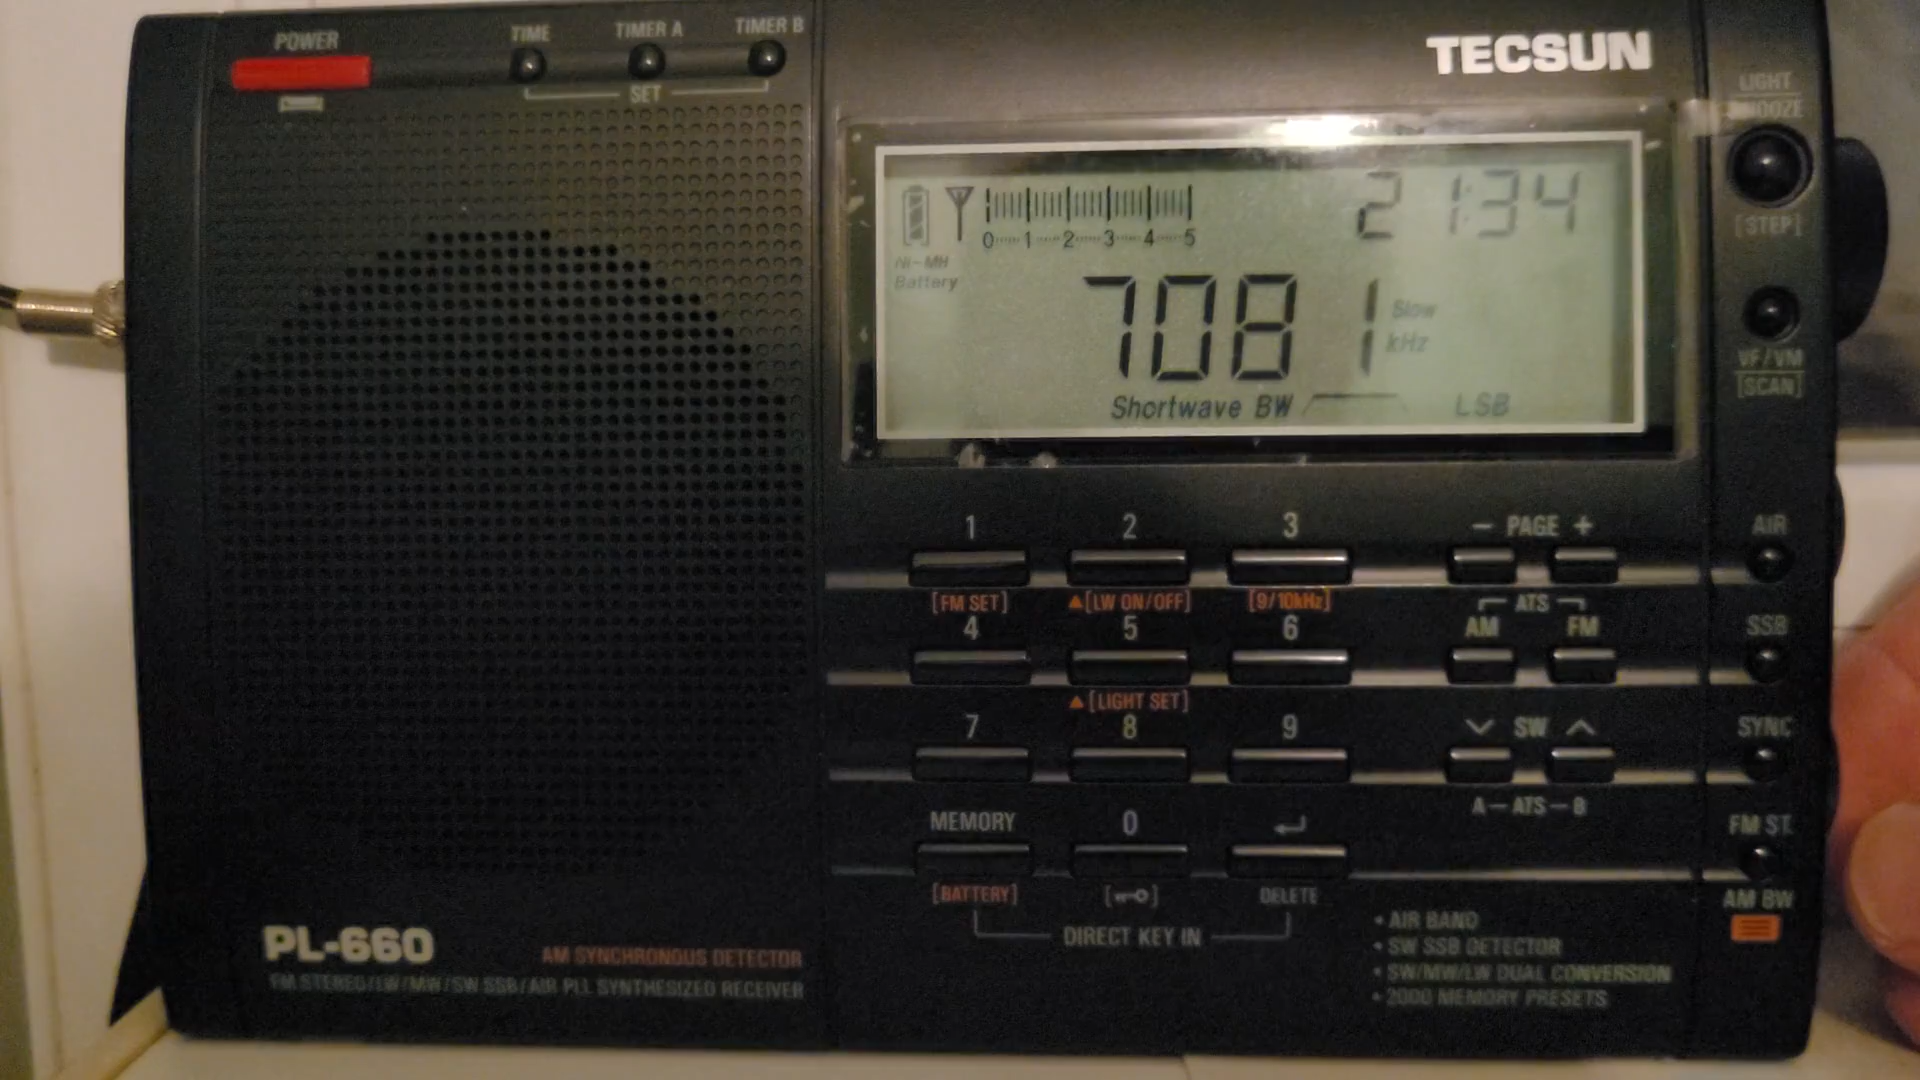 POWER TIME TIMER A TIMER B
SET
TECSUN
LIGHT
SNOOZE
[STEP]
21:34
0 1 2 3 4 5
Ni-MH
Battery
7081 Slow
kHz
Shortwave BW LSB
VF/VM
[SCAN]
1 2 3 - PAGE + AIR
[FM SET] ▲[LW ON/OFF] [9/10kHz] ATS
4 5 6 AM FM SSB
▲[LIGHT SET]
7 8 9 SW SYNC
A-ATS-B
MEMORY 0 FM ST.
[BATTERY] DELETE AM BW
DIRECT KEY IN
• AIR BAND
• SW SSB DETECTOR
• SW/MW/LW DUAL CONVERSION
• 2000 MEMORY PRESETS
PL-660 AM SYNCHRONOUS DETECTOR
FM STEREO/LW/MW/SW SSB/AIR PLL SYNTHESIZED RECEIVER